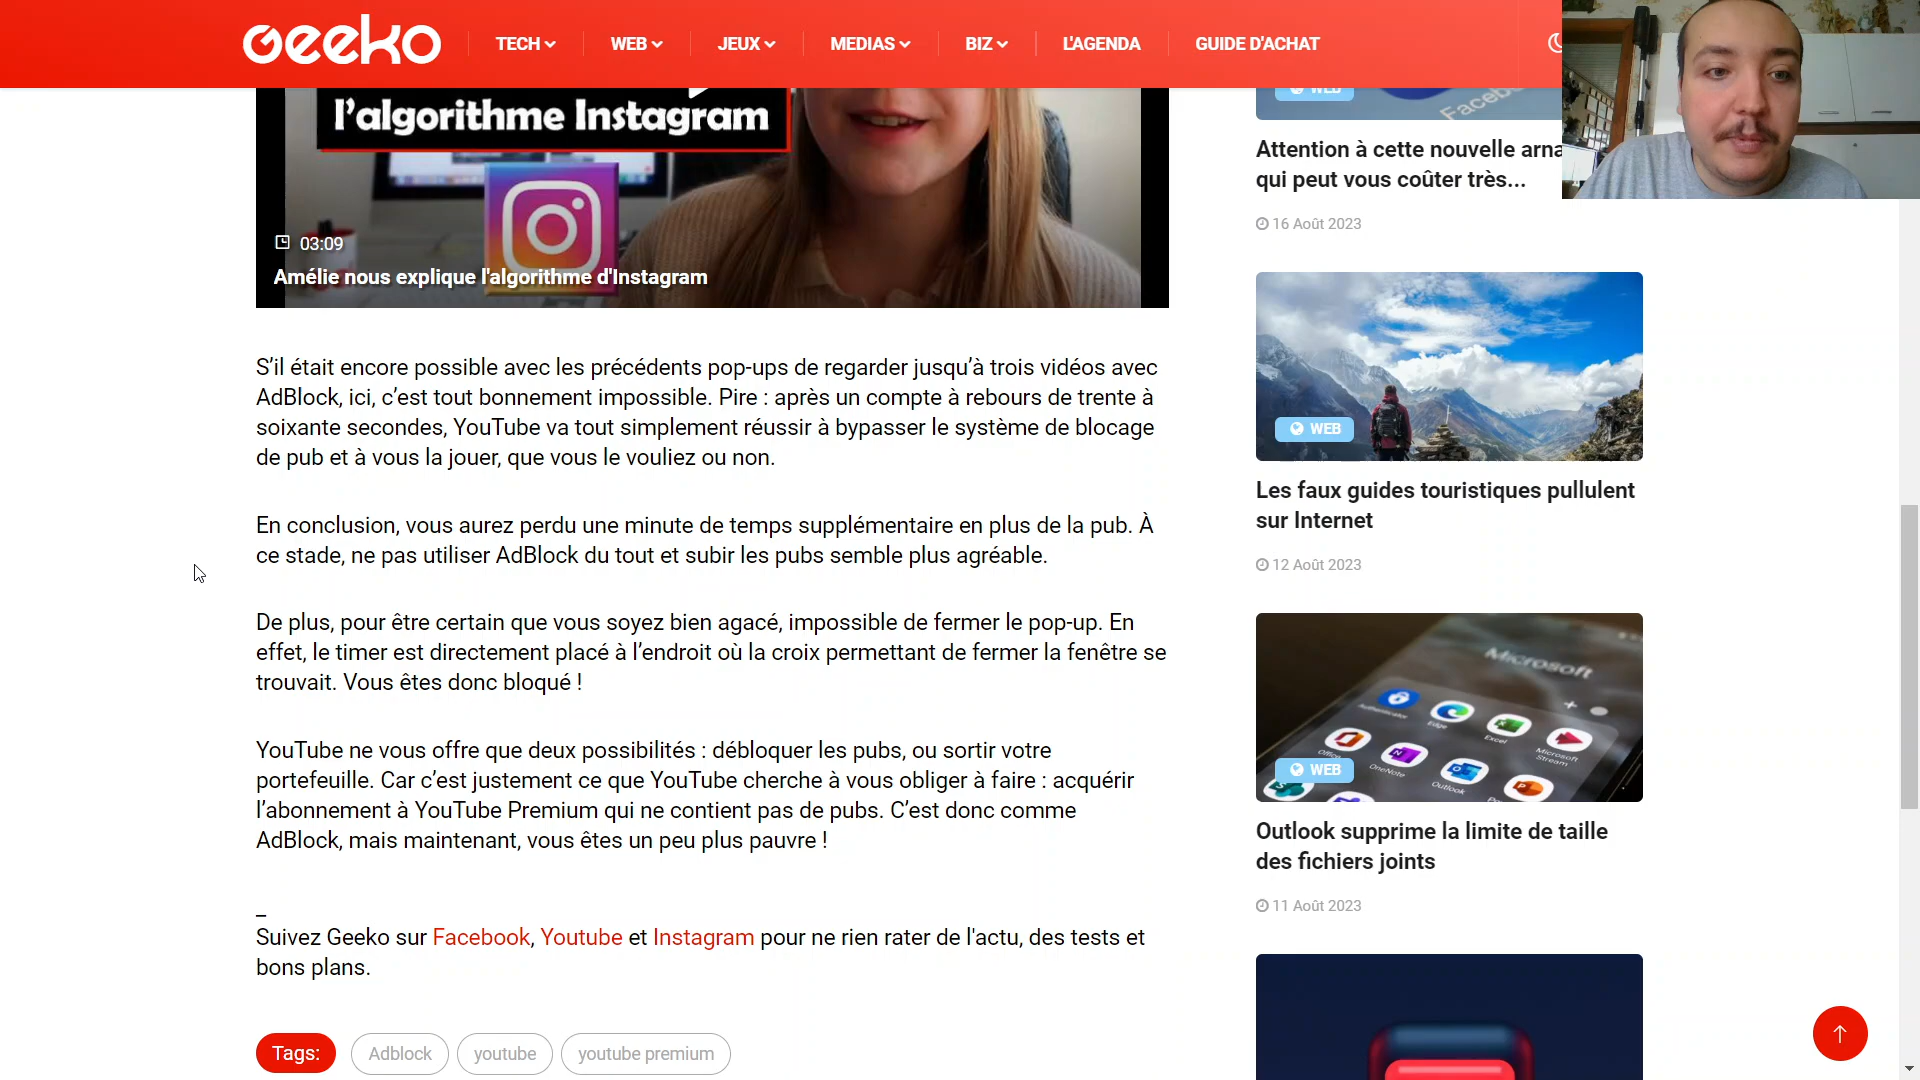 Geeko
TECH
WEB
JEUX
MEDIAS
BIZ
L'AGENDA
GUIDE D'ACHAT
l'algorithme Instagram
03:09
Amélie nous explique l'algorithme d'Instagram
S'il était encore possible avec les précédents pop-ups de regarder jusqu'à trois vidéos avec
AdBlock, ici, c'est tout bonnement impossible. Pire : après un compte à rebours de trente à
soixante secondes, YouTube va tout simplement réussir à bypasser le système de blocage
de pub et à vous la jouer, que vous le vouliez ou non.
En conclusion, vous aurez perdu une minute de temps supplémentaire en plus de la pub. À
ce stade, ne pas utiliser AdBlock du tout et subir les pubs semble plus agréable.
De plus, pour être certain que vous soyez bien agacé, impossible de fermer le pop-up. En
effet, le timer est directement placé à l'endroit où la croix permettant de fermer la fenêtre se
trouvait. Vous êtes donc bloqué !
YouTube ne vous offre que deux possibilités : débloquer les pubs, ou sortir votre
portefeuille. Car c'est justement ce que YouTube cherche à vous obliger à faire : acquérir
l'abonnement à YouTube Premium qui ne contient pas de pubs. C'est donc comme
AdBlock, mais maintenant, vous êtes un peu plus pauvre !
_
Suivez Geeko sur Facebook, Youtube et Instagram pour ne rien rater de l'actu, des tests et
bons plans.
Tags:
Adblock
youtube
youtube premium
WEB
Attention à cette nouvelle
qui peut vous coûter très...
16 Août 2023
WEB
Les faux guides touristiques pullulent
sur Internet
12 Août 2023
Microsoft
Authenticator
Edge
Excel
Microsoft
Stream
Office
OneNote
Outlook
WEB
Outlook supprime la limite de taille
des fichiers joints
11 Août 2023